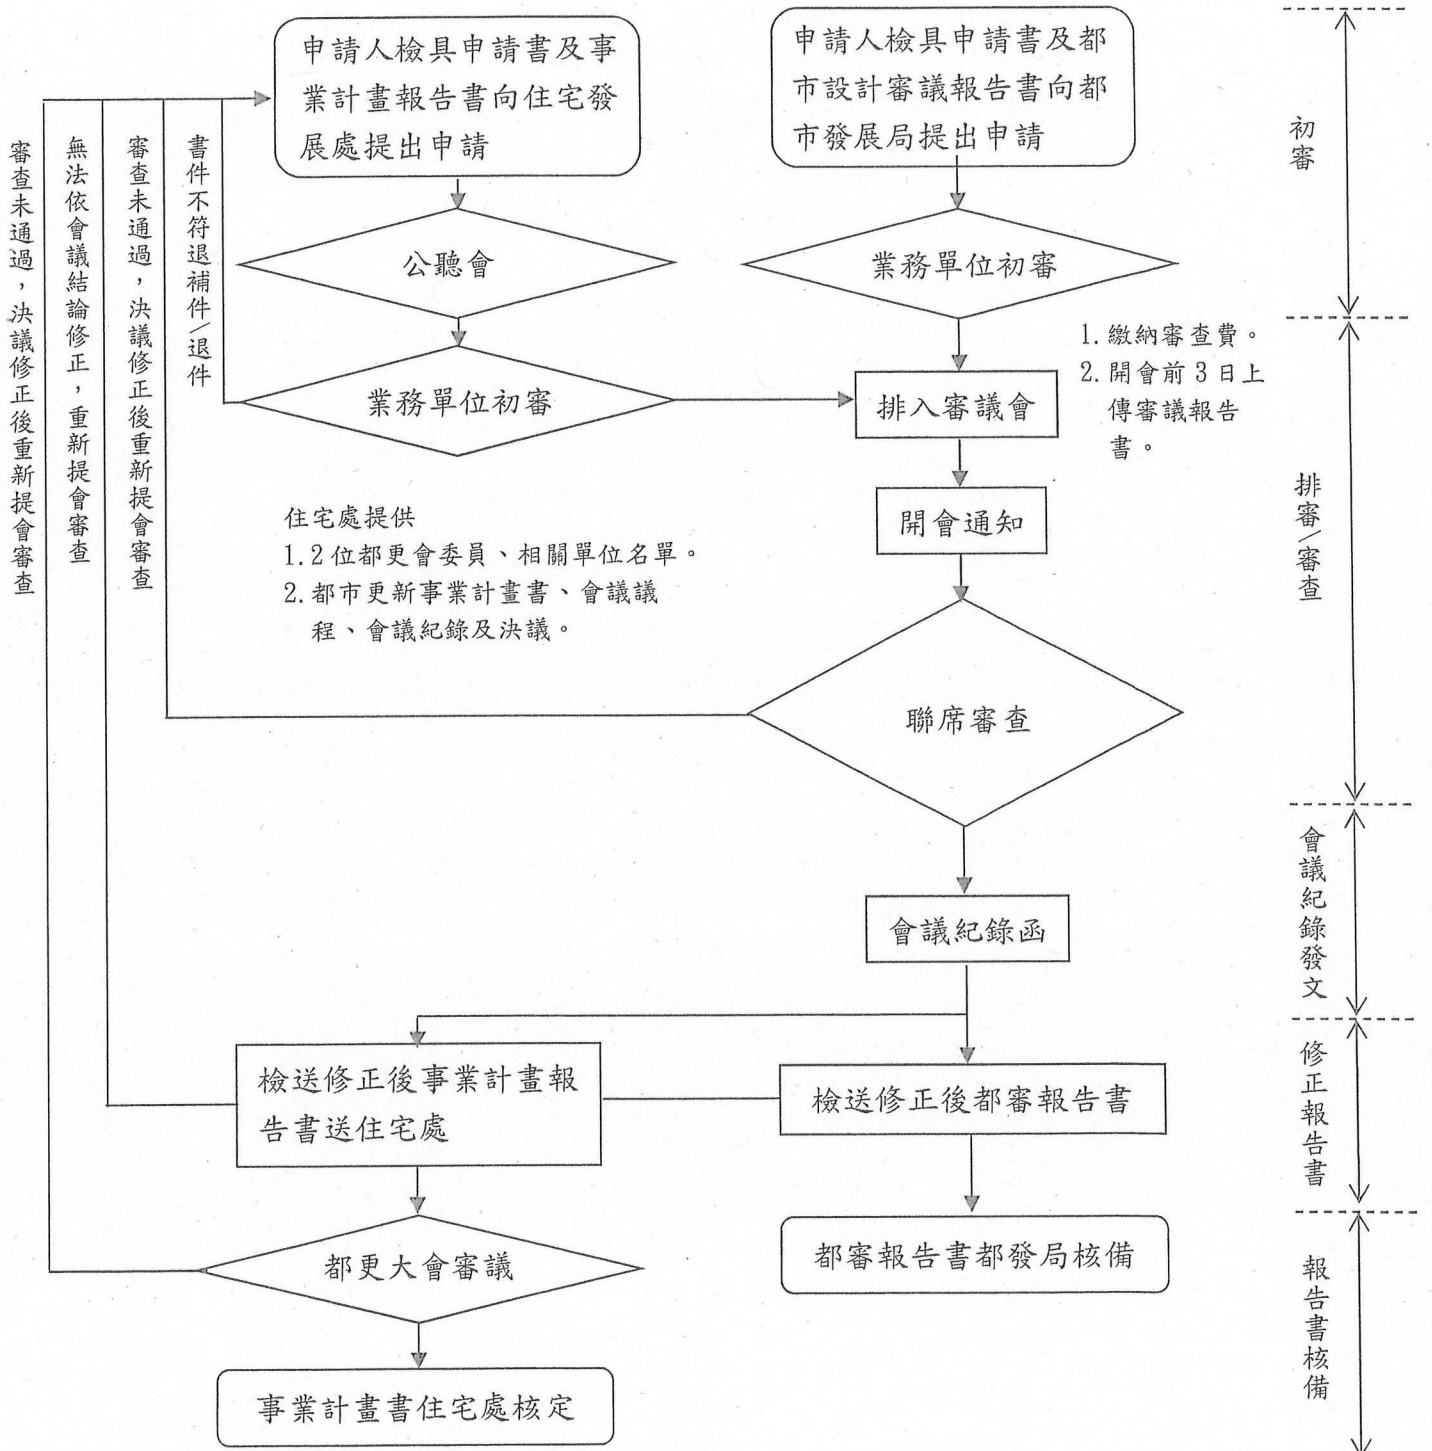 申請人檢具申請書及事
業計畫報告書向住宅發
展處提出申請
申請人檢具申請書及都
市設計審議報告書向都
市發展局提出申請
初審
審查未通過，決議修正後重新提會審查
無法依會議結論修正，重新提會審查
審查未通過，決議修正後重新提會審查
書件不符退補件/退件
公聽會
業務單位初審
業務單位初審
排入審議會
1. 繳納審查費。
2. 開會前 3 日上
傳審議報告
書。
開會通知
排審/審查
住宅處提供
1.2 位都更會委員、相關單位名單。
2.都市更新事業計畫書、會議議
程、會議紀錄及決議。
聯席審查
會議紀錄函
會議紀錄發文
檢送修正後事業計畫報
告書送住宅處
檢送修正後都審報告書
修正報告書
都更大會審議
都審報告書都發局核備
報告書核備
事業計畫書住宅處核定